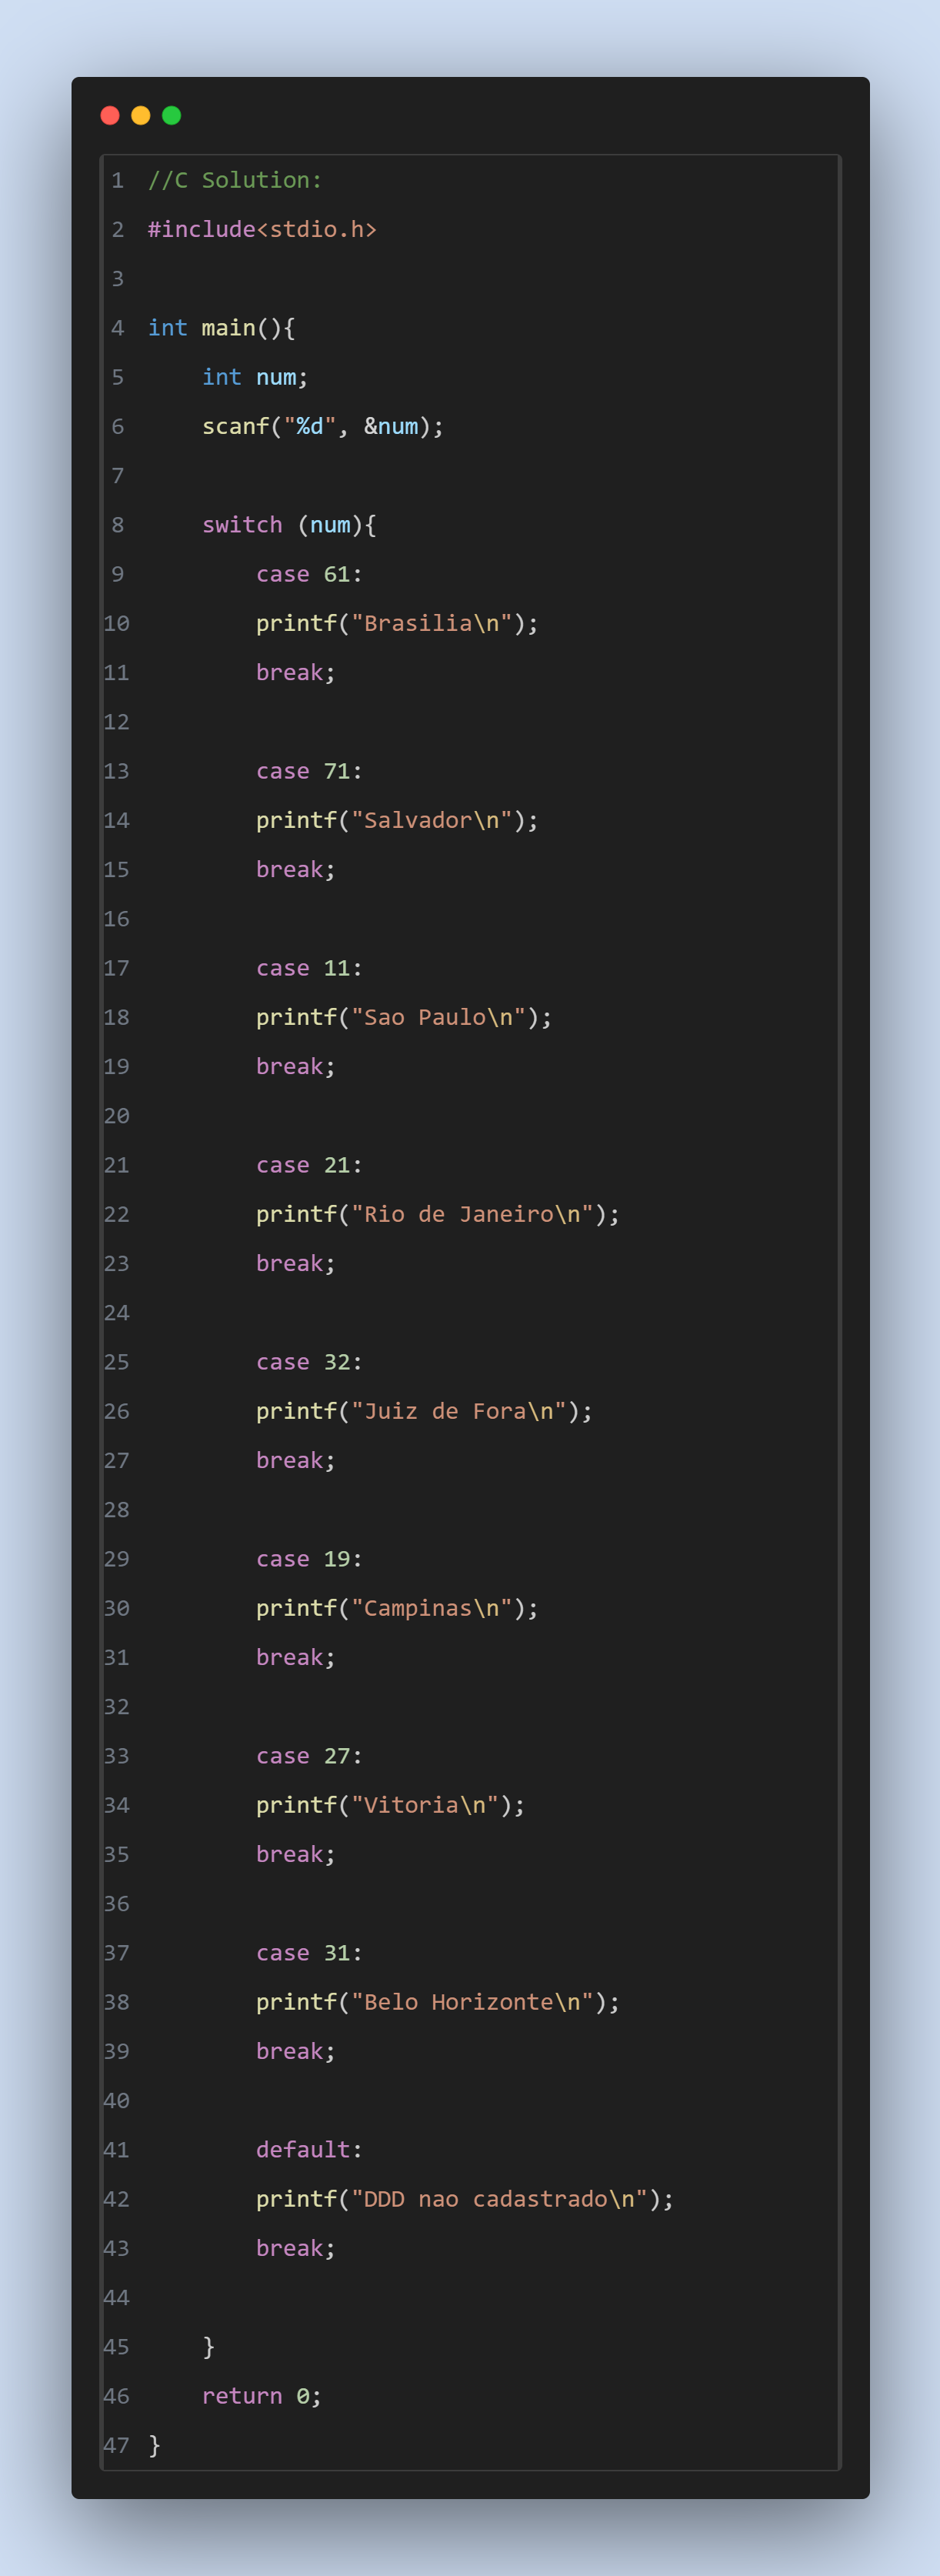 1 //C Solution:
2 #include<stdio.h>
3
4 int main(){
5     int num;
6     scanf("%d", &num);
7
8     switch (num){
9         case 61:
10         printf("Brasilia\n");
11         break;
12
13         case 71:
14         printf("Salvador\n");
15         break;
16
17         case 11:
18         printf("Sao Paulo\n");
19         break;
20
21         case 21:
22         printf("Rio de Janeiro\n");
23         break;
24
25         case 32:
26         printf("Juiz de Fora\n");
27         break;
28
29         case 19:
30         printf("Campinas\n");
31         break;
32
33         case 27:
34         printf("Vitoria\n");
35         break;
36
37         case 31:
38         printf("Belo Horizonte\n");
39         break;
40
41         default:
42         printf("DDD nao cadastrado\n");
43         break;
44
45     }
46     return 0;
47 }